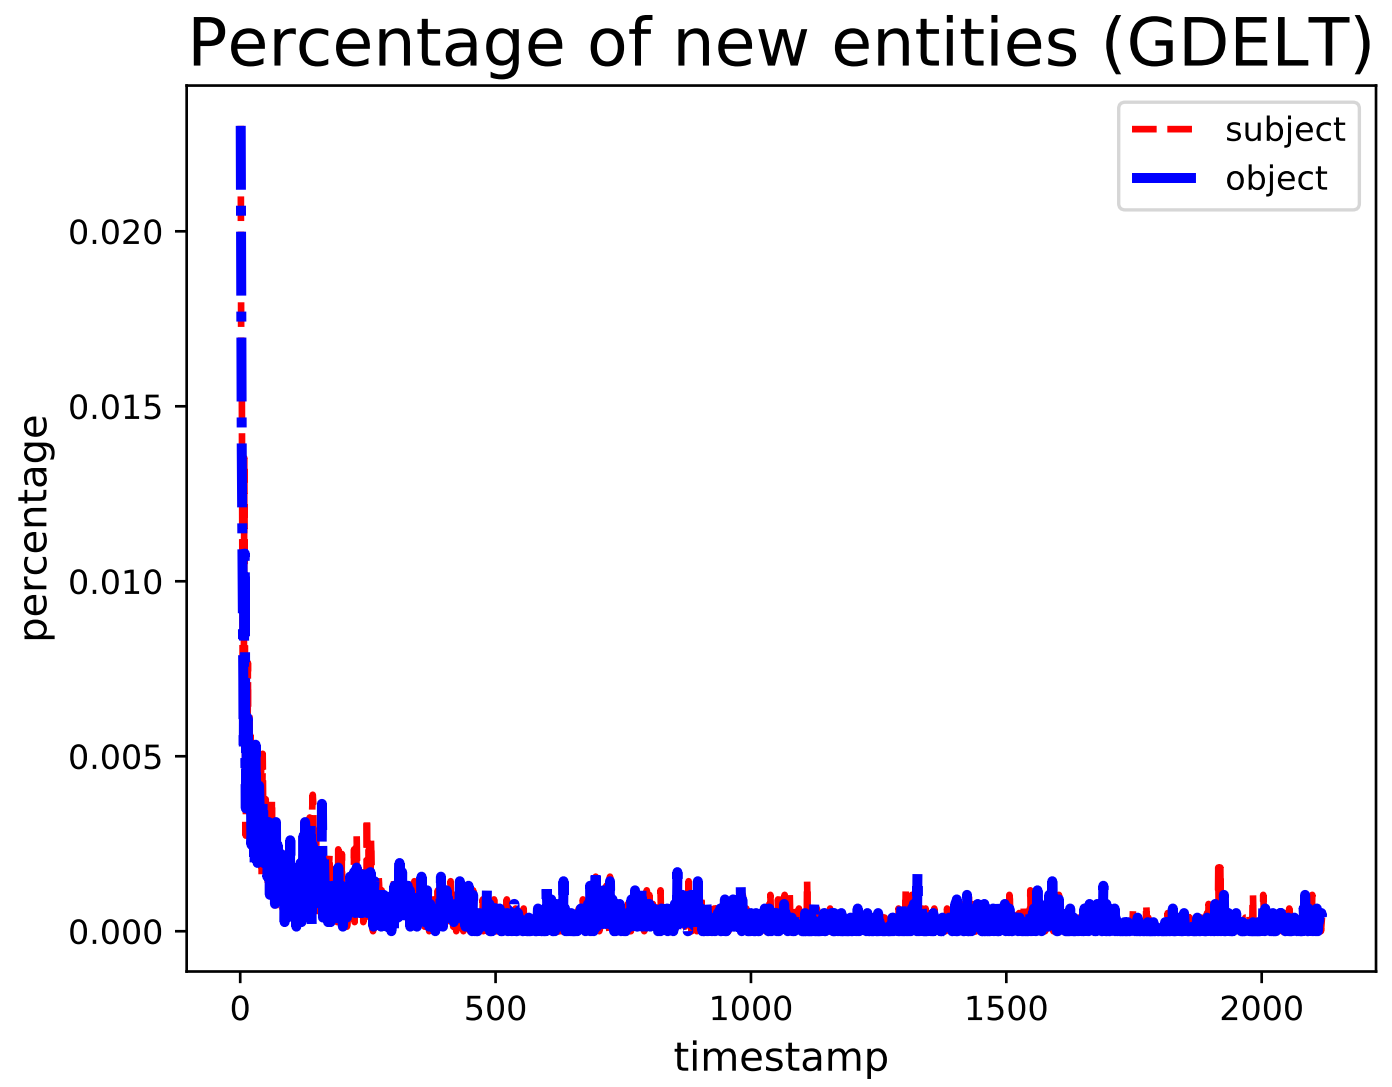 Percentage of new entities (GDELT)
subject
object
percentage
0.020
0.015
0.010
0.005
0.000
0 500 1000 1500 2000
timestamp